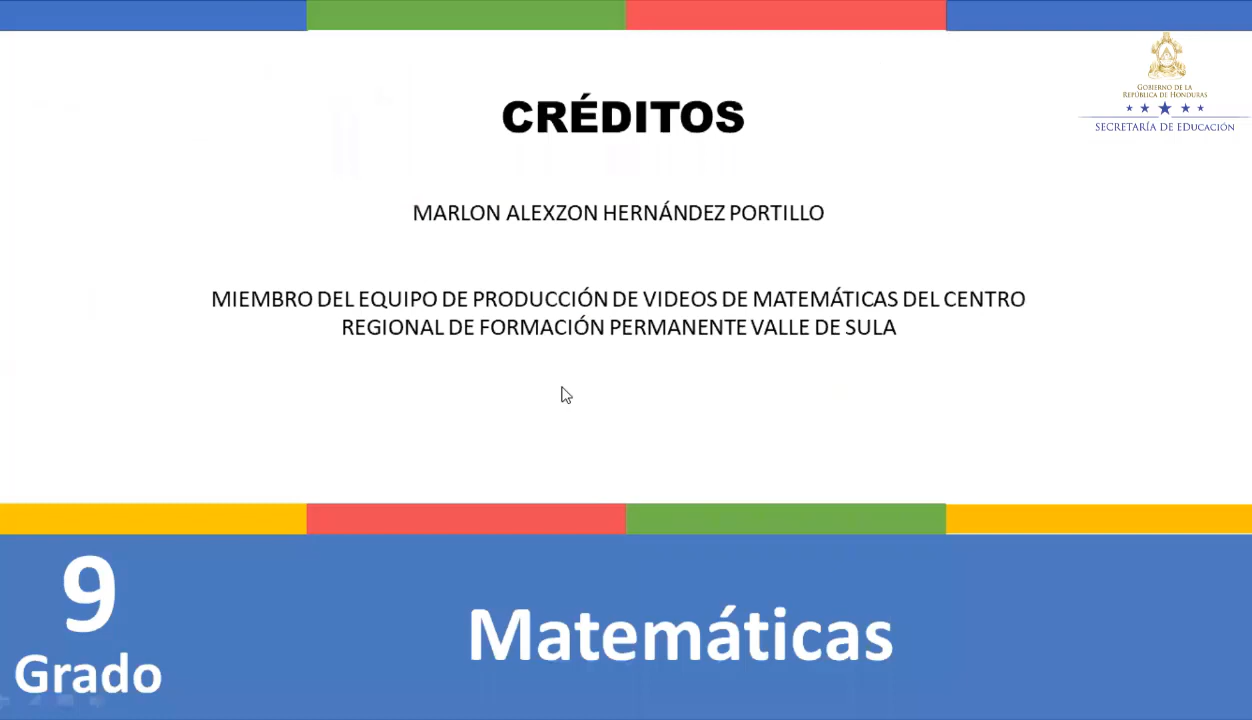 GOBIERNO DE LA
REPÚBLICA DE HONDURAS
SECRETARÍA DE EDUCACIÓN
CRÉDITOS
MARLON ALEXZON HERNÁNDEZ PORTILLO
MIEMBRO DEL EQUIPO DE PRODUCCIÓN DE VIDEOS DE MATEMÁTICAS DEL CENTRO
REGIONAL DE FORMACIÓN PERMANENTE VALLE DE SULA
9
Grado
Matemáticas